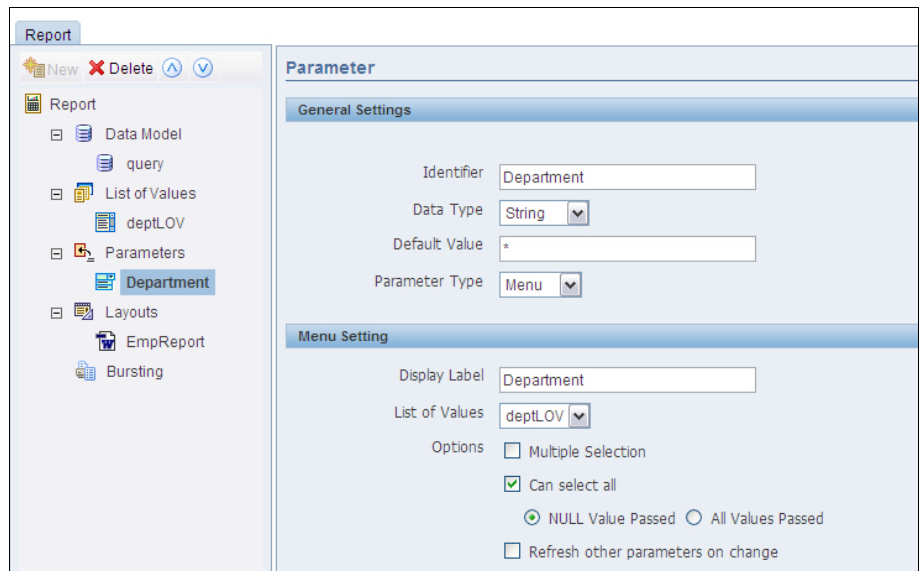 Report
New Delete
Report
Data Model
query
List of Values
deptLOV
Parameters
Department
Layouts
EmpReport
Bursting
Parameter
General Settings
Identifier Department
Data Type String
Default Value *
Parameter Type Menu
Menu Setting
Display Label Department
List of Values deptLOV
Options Multiple Selection
Can select all
NULL Value Passed All Values Passed
Refresh other parameters on change